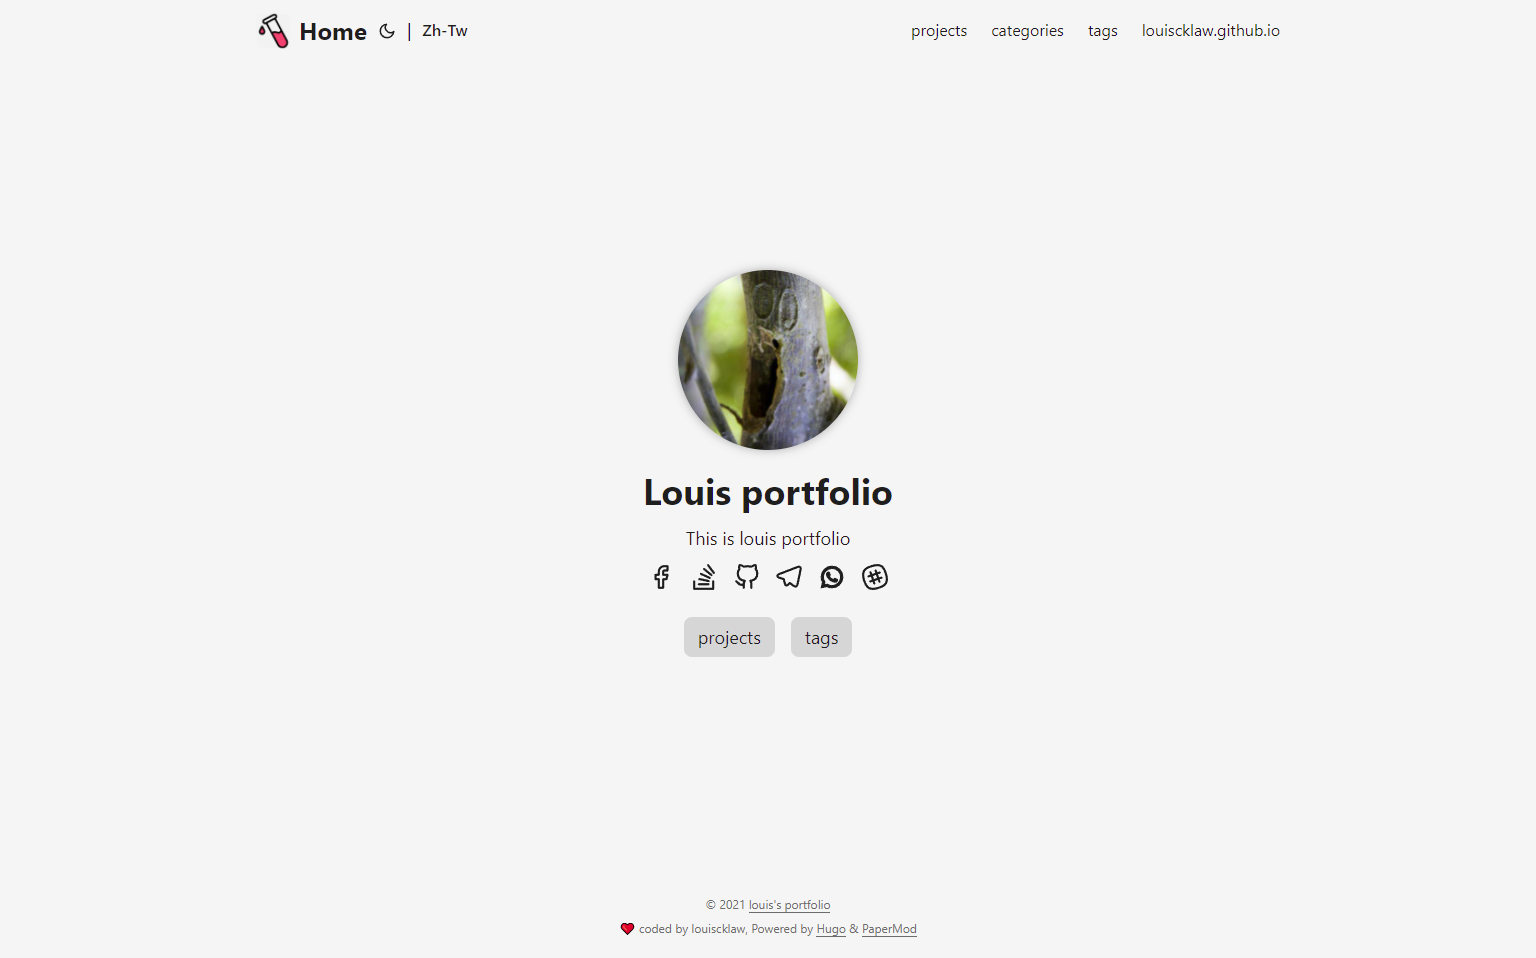 Home | Zh-Tw projects categories tags louiscklaw.github.io
Louis portfolio
This is louis portfolio
projects tags
© 2021 louis's portfolio
coded by louiscklaw, Powered by Hugo & PaperMod